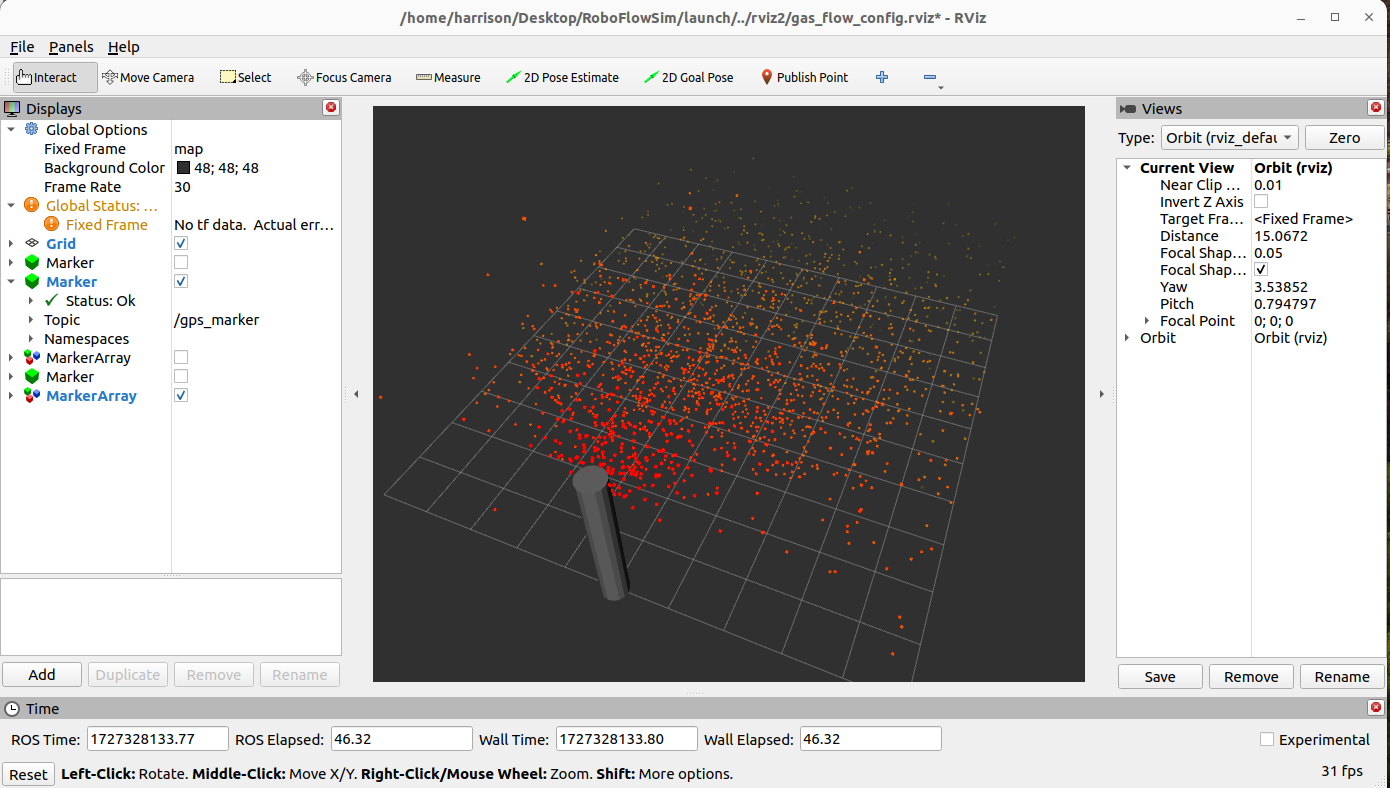 /home/harrison/Desktop/RoboFlowSim/launch/../rviz2/gas_flow_config.rviz* - RViz
File Panels Help
Interact Move Camera Select Focus Camera Measure 2D Pose Estimate 2D Goal Pose Publish Point
Displays
Global Options
Fixed Frame map
Background Color 48; 48; 48
Frame Rate 30
Global Status: ...
Fixed Frame No tf data. Actual err...
Grid
Marker
Marker
Status: Ok
Topic /gps_marker
Namespaces
MarkerArray
Marker
MarkerArray
Add Duplicate Remove Rename
Views
Type: Orbit (rviz_defau Zero
Current View Orbit (rviz)
Near Clip ... 0.01
Invert Z Axis
Target Fra... <Fixed Frame>
Distance 15.0672
Focal Shap... 0.05
Focal Shap...
Yaw 3.53852
Pitch 0.794797
Focal Point 0; 0; 0
Orbit Orbit (rviz)
Save Remove Rename
Time
ROS Time: 1727328133.77 ROS Elapsed: 46.32 Wall Time: 1727328133.80 Wall Elapsed: 46.32 Experimental
Reset Left-Click: Rotate. Middle-Click: Move X/Y. Right-Click/Mouse Wheel: Zoom. Shift: More options. 31 fps